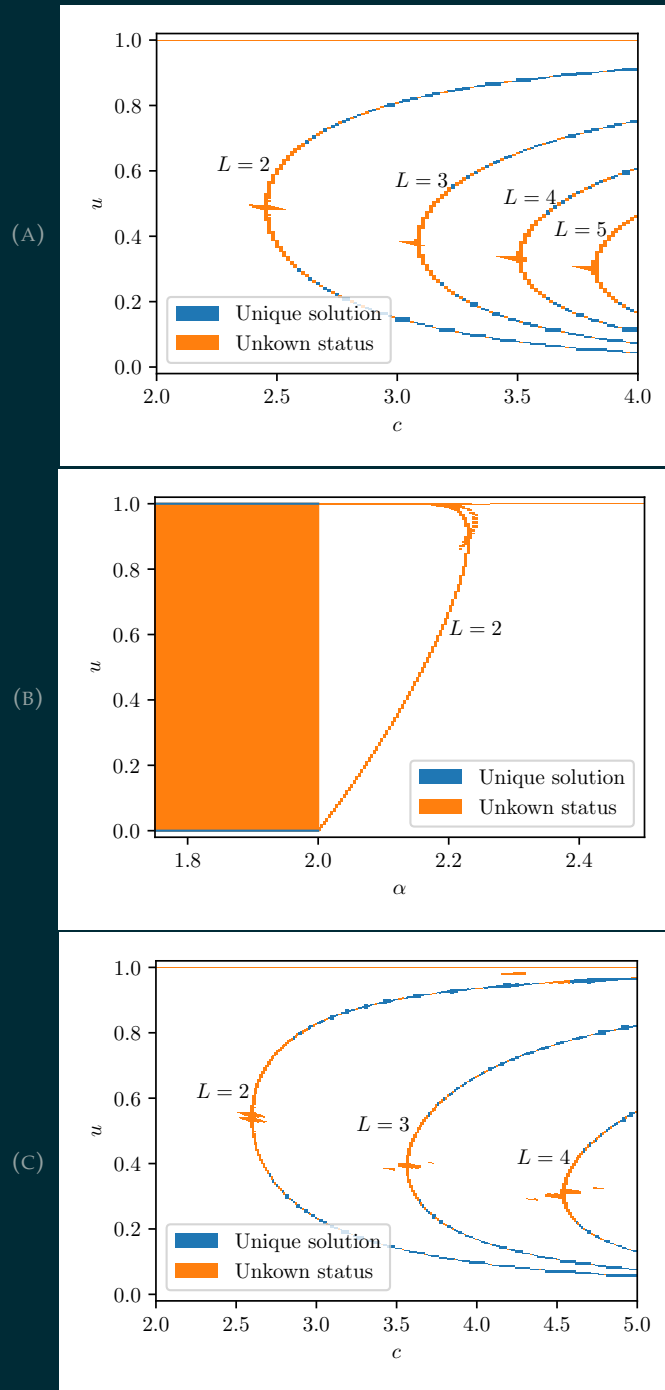 (A)
1.0
0.8
0.6
0.4
0.2
0.0
u
L = 2
L = 3
L = 4
L = 5
Unique solution
Unkown status
2.0 2.5 3.0 3.5 4.0
c
(B)
1.0
0.8
0.6
0.4
0.2
0.0
u
L = 2
Unique solution
Unkown status
1.8 2.0 2.2 2.4
α
(C)
1.0
0.8
0.6
0.4
0.2
0.0
u
L = 2
L = 3
L = 4
Unique solution
Unkown status
2.0 2.5 3.0 3.5 4.0 4.5 5.0
c